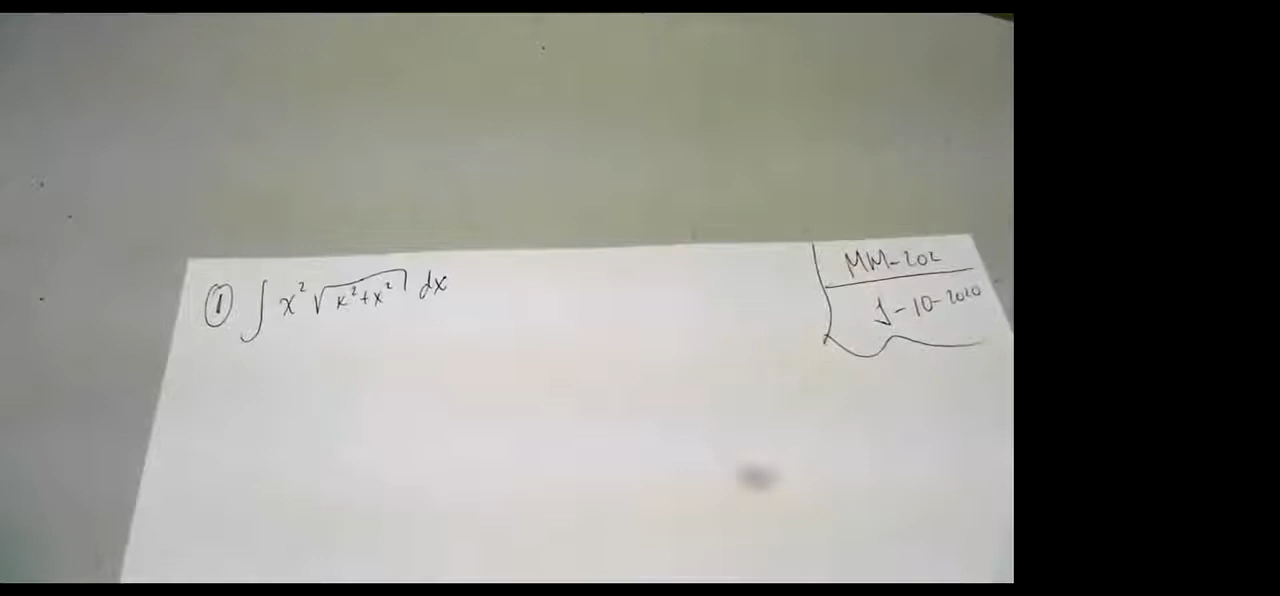 ① ∫ x² √(k²+x²) dx
MM-202
1-10-2020